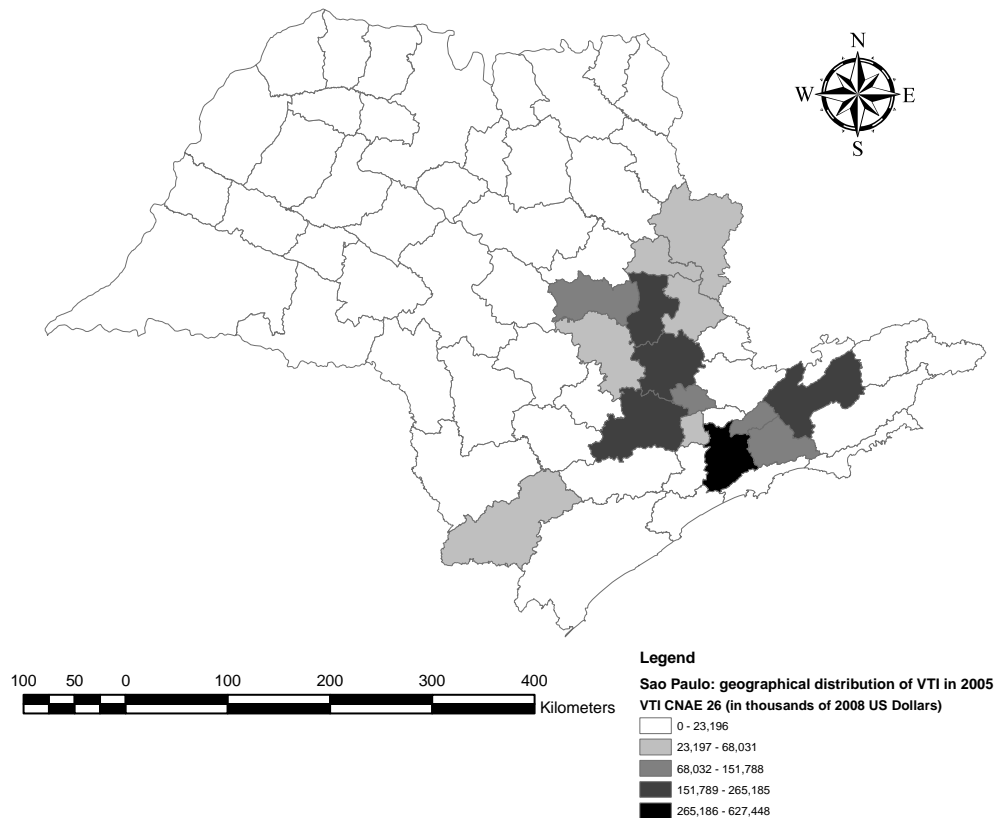 N
W E
S
100 50 0 100 200 300 400
Kilometers
Legend
Sao Paulo: geographical distribution of VTI in 2005
VTI CNAE 26 (in thousands of 2008 US Dollars)
0 - 23,196
23,197 - 68,031
68,032 - 151,788
151,789 - 265,185
265,186 - 627,448